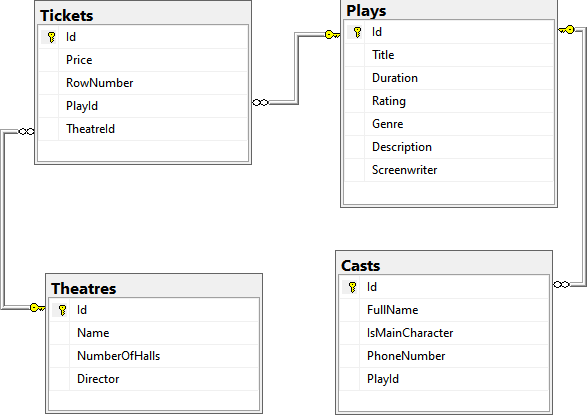 Tickets
Id
Price
RowNumber
PlayId
TheatreId
Plays
Id
Title
Duration
Rating
Genre
Description
Screenwriter
Theatres
Id
Name
NumberOfHalls
Director
Casts
Id
FullName
IsMainCharacter
PhoneNumber
PlayId